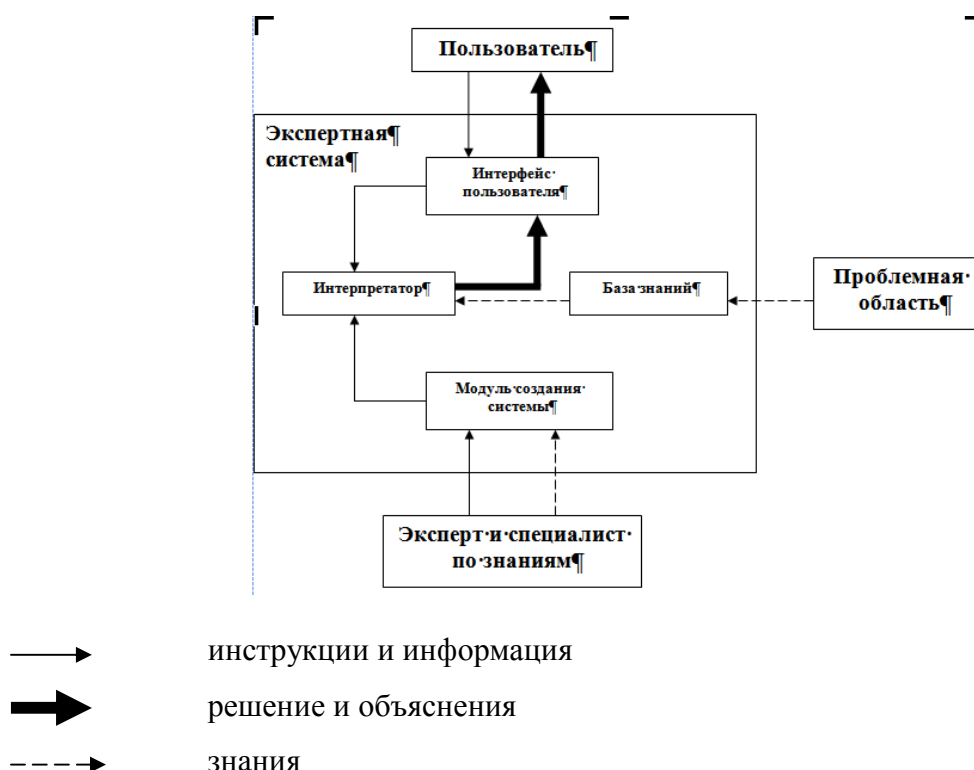 Пользователь¶
Экспертная¶
система¶
Интерфейс·
пользователя¶
Интерпретатор¶
База·знаний¶
Проблемная·
область¶
Модуль·создания·
системы¶
Эксперт·и·специалист·
по·знаниям¶
инструкции и информация
решение и объяснения
знания